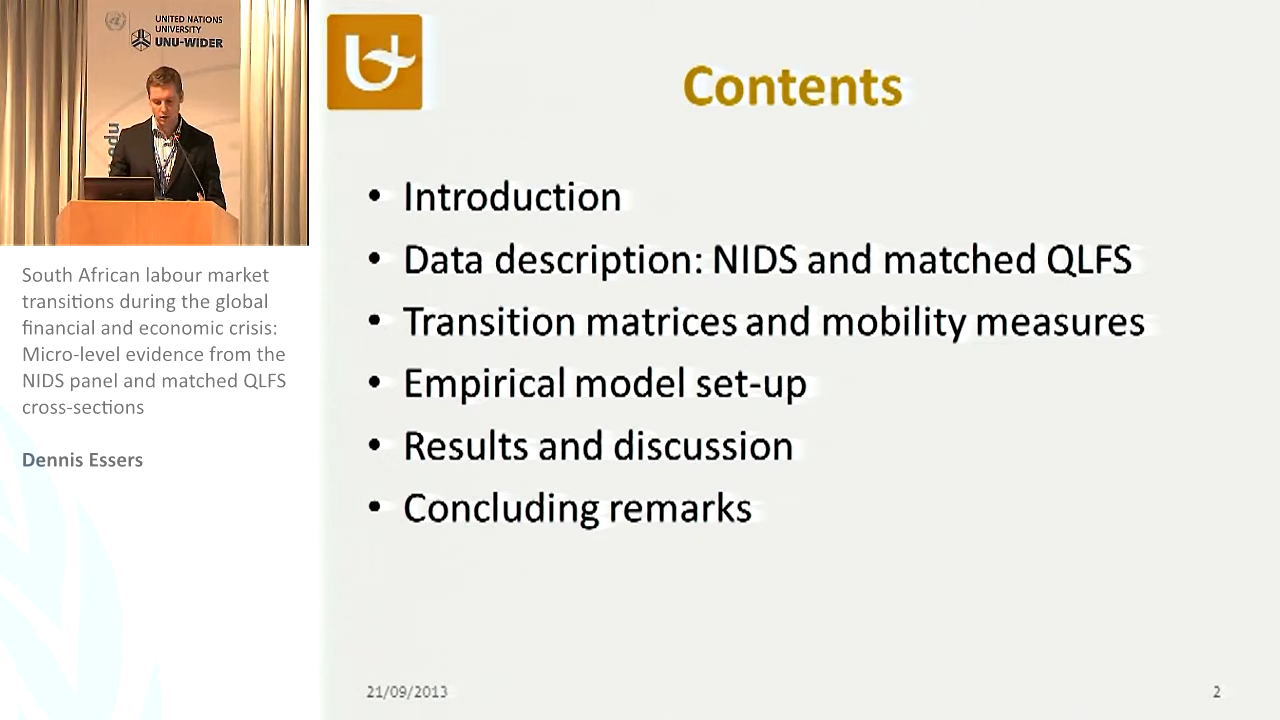 UNITED NATIONS
UNIVERSITY
UNU-WIDER
edu
South African labour market
transitions during the global
financial and economic crisis:
Micro-level evidence from the
NIDS panel and matched QLFS
cross-sections
Dennis Essers
Contents
• Introduction
• Data description: NIDS and matched QLFS
• Transition matrices and mobility measures
• Empirical model set-up
• Results and discussion
• Concluding remarks
21/09/2013
2